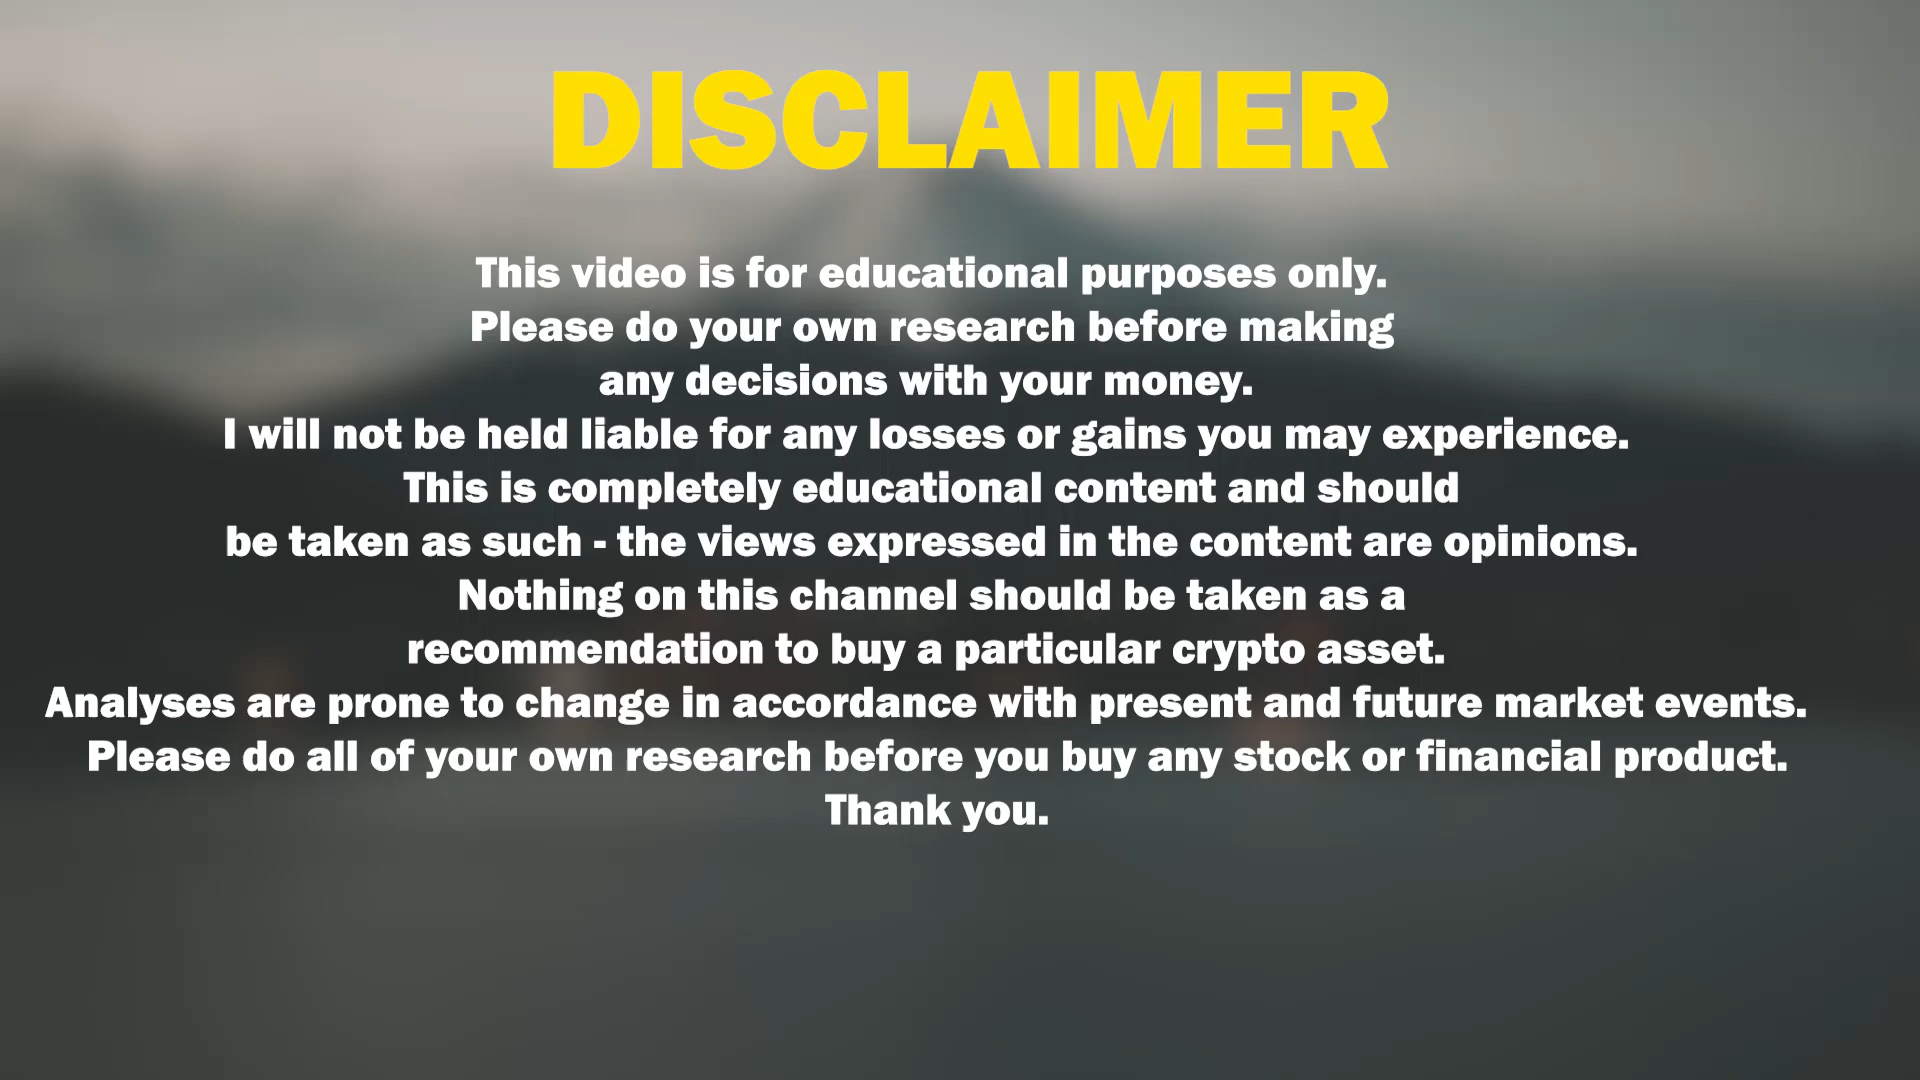 DISCLAIMER
This video is for educational purposes only.
Please do your own research before making
any decisions with your money.
I will not be held liable for any losses or gains you may experience.
This is completely educational content and should
be taken as such - the views expressed in the content are opinions.
Nothing on this channel should be taken as a
recommendation to buy a particular crypto asset.
Analyses are prone to change in accordance with present and future market events.
Please do all of your own research before you buy any stock or financial product.
Thank you.